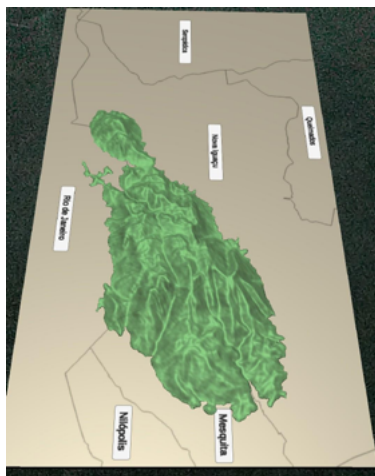 Seropédica
Queimados
Nova Iguaçu
Rio de Janeiro
Mesquita
Nilópolis